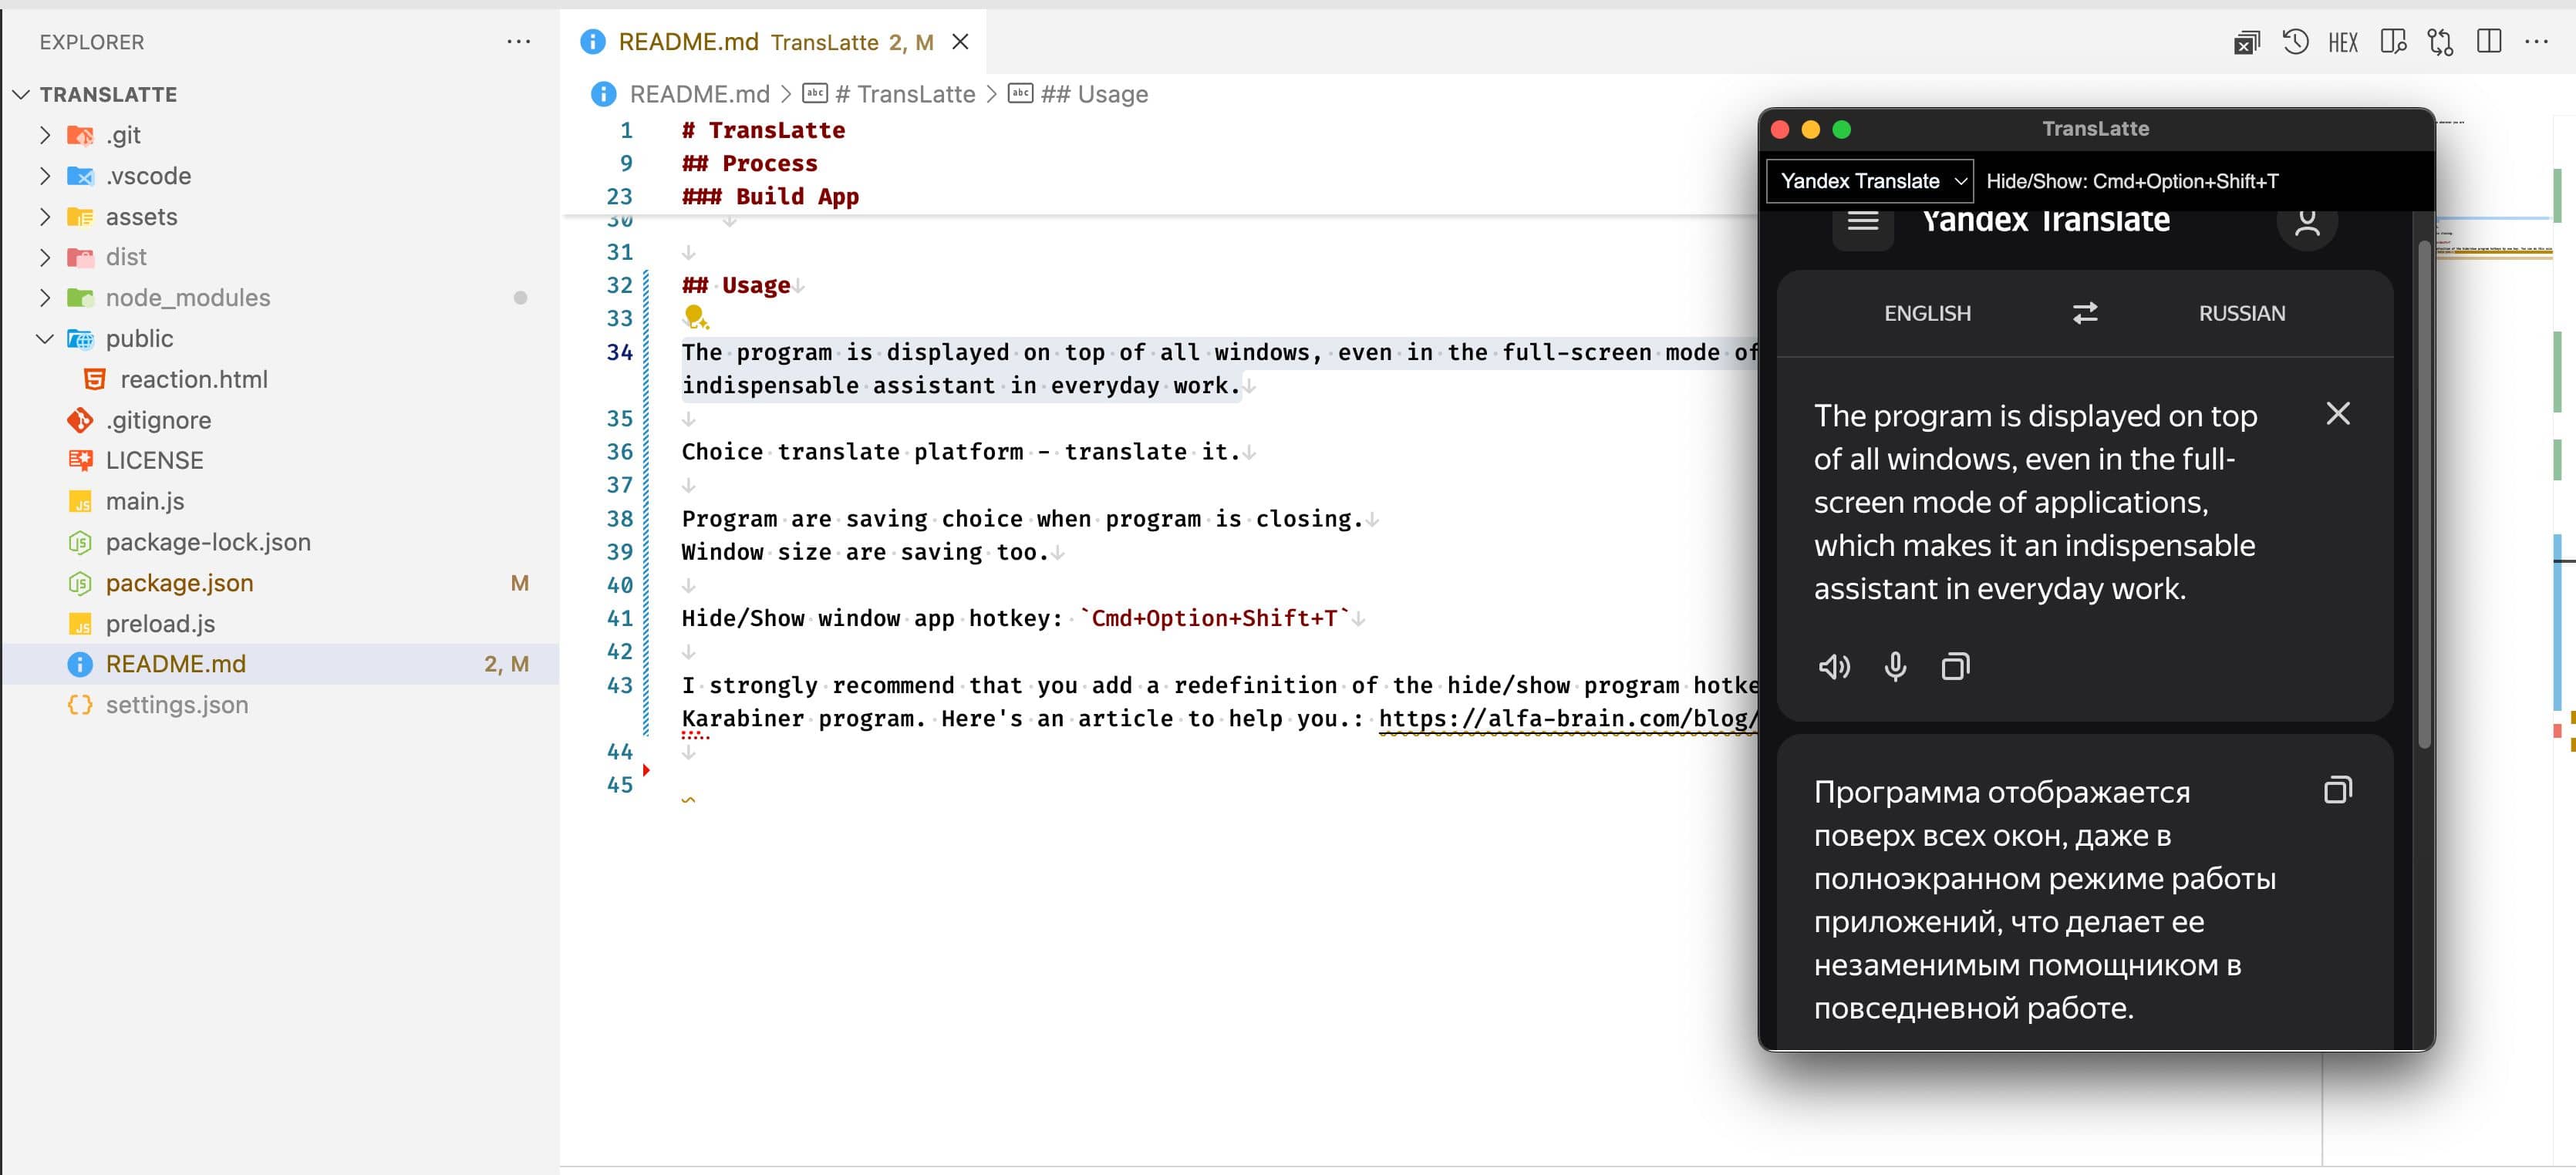 EXPLORER
TRANSLATTE
.git
.vscode
assets
dist
node_modules
public
reaction.html
.gitignore
LICENSE
main.js
package-lock.json
package.json M
preload.js
README.md 2, M
settings.json
README.md TransLatte 2, M
HEX
README.md > # TransLatte > ## Usage
1 # TransLatte
9 ## Process
23 ### Build App
30
31
32 ## Usage
33
34 The program is displayed on top of all windows, even in the full-screen mode of
indispensable assistant in everyday work.
35
36 Choice translate platform - translate it.
37
38 Program are saving choice when program is closing.
39 Window size are saving too.
40
41 Hide/Show window app hotkey: `Cmd+Option+Shift+T`
42
43 I strongly recommend that you add a redefinition of the hide/show program hotke
Karabiner program. Here's an article to help you.: https://alfa-brain.com/blog/
44
45
TransLatte
Yandex Translate Hide/Show: Cmd+Option+Shift+T
Yandex Translate
ENGLISH RUSSIAN
The program is displayed on top
of all windows, even in the full-
screen mode of applications,
which makes it an indispensable
assistant in everyday work.
Программа отображается
поверх всех окон, даже в
полноэкранном режиме работы
приложений, что делает ее
незаменимым помощником в
повседневной работе.